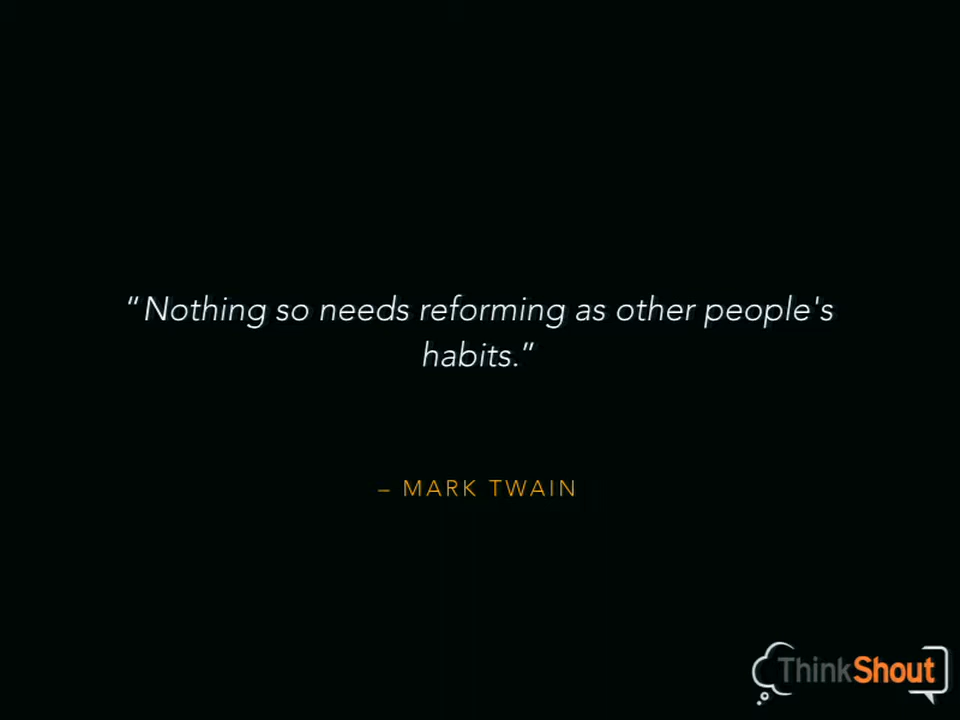 “Nothing so needs reforming as other people's
habits.”
– MARK TWAIN
ThinkShout